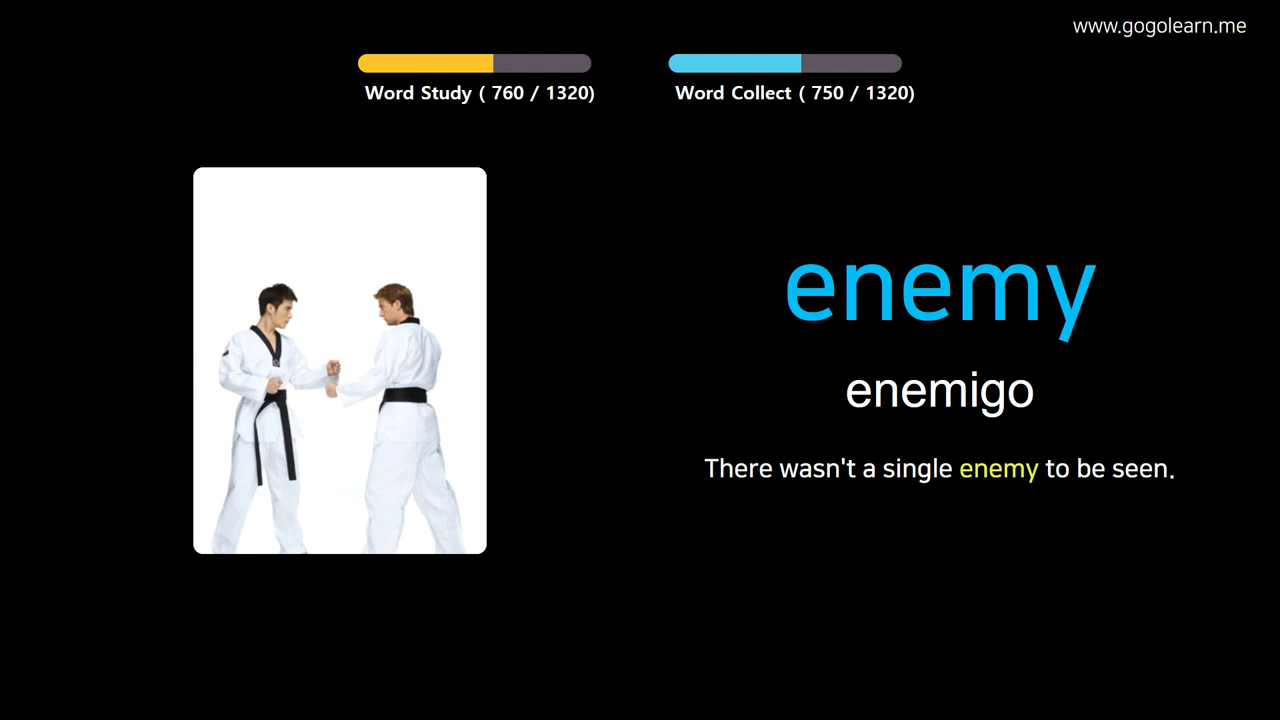 www.gogolearn.me
Word Study ( 760 / 1320)
Word Collect ( 750 / 1320)
enemy
enemigo
There wasn't a single enemy to be seen.